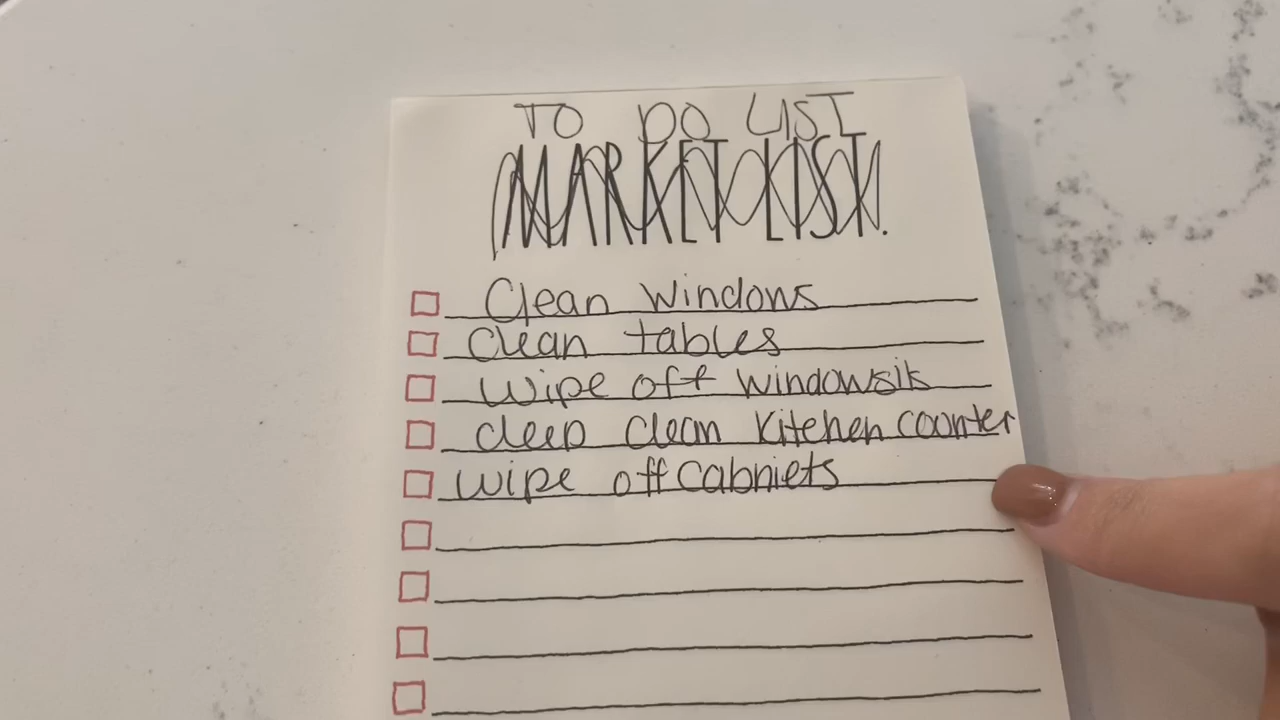 TO DO LIST
MARKET LIST.
Clean Windows
Clean tables
Wipe off windowsils
deep clean Kitchen counter
Wipe off Cabniets